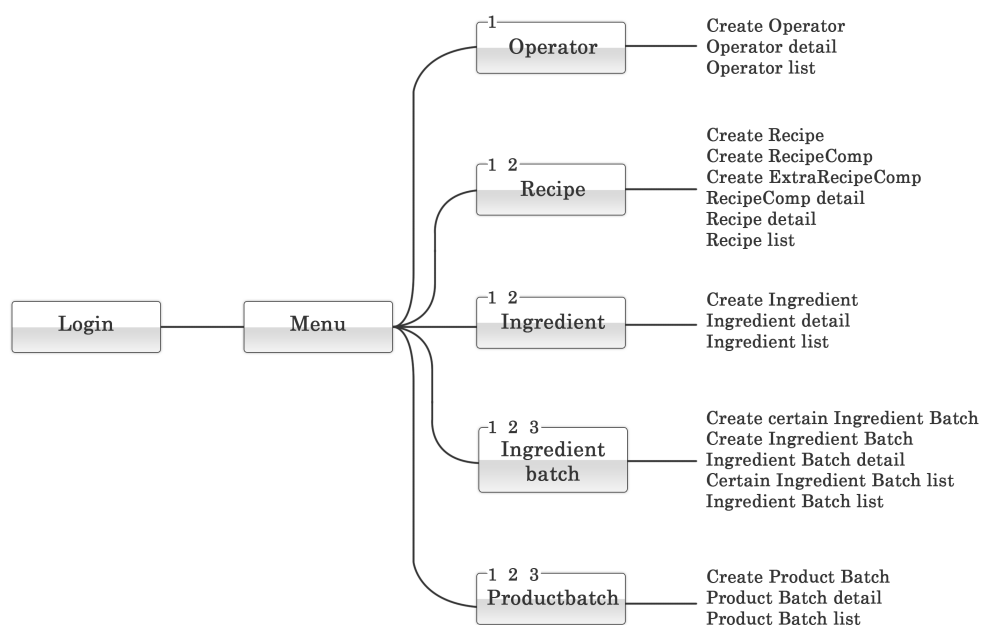 1
Operator
Create Operator
Operator detail
Operator list
1 2
Recipe
Create Recipe
Create RecipeComp
Create ExtraRecipeComp
RecipeComp detail
Recipe detail
Recipe list
Login
Menu
1 2
Ingredient
Create Ingredient
Ingredient detail
Ingredient list
1 2 3
Ingredient
batch
Create certain Ingredient Batch
Create Ingredient Batch
Ingredient Batch detail
Certain Ingredient Batch list
Ingredient Batch list
1 2 3
Productbatch
Create Product Batch
Product Batch detail
Product Batch list